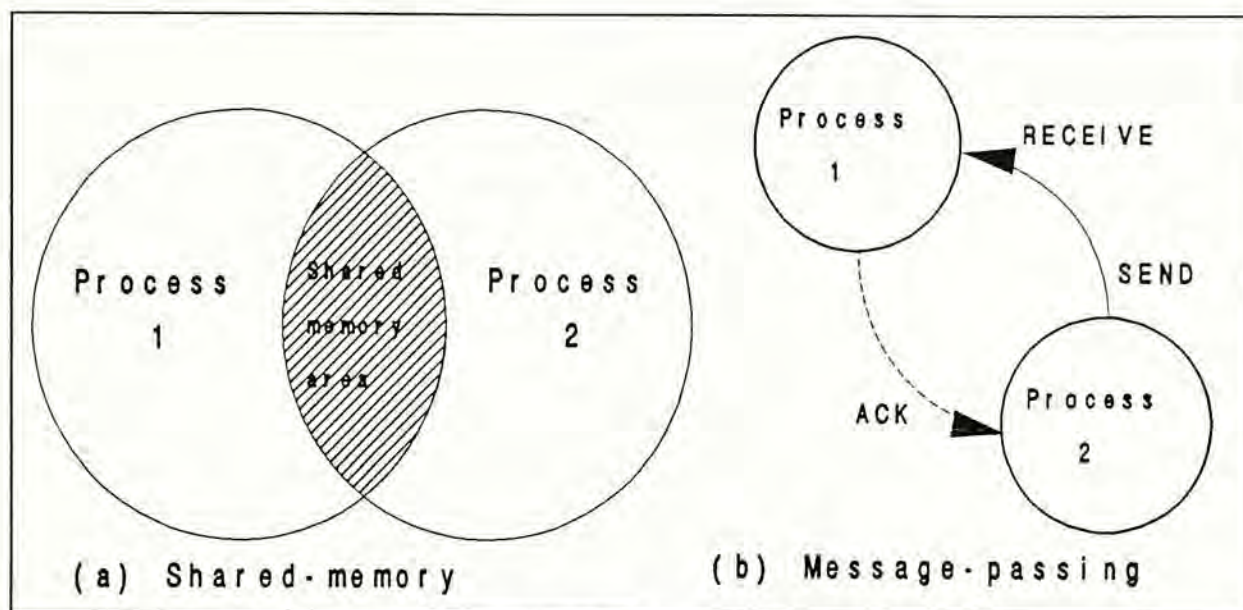 Process
1
Shared
memory
area
Process
2
(a) Shared-memory
Process
1
RECEIVE
SEND
ACK
Process
2
(b) Message-passing